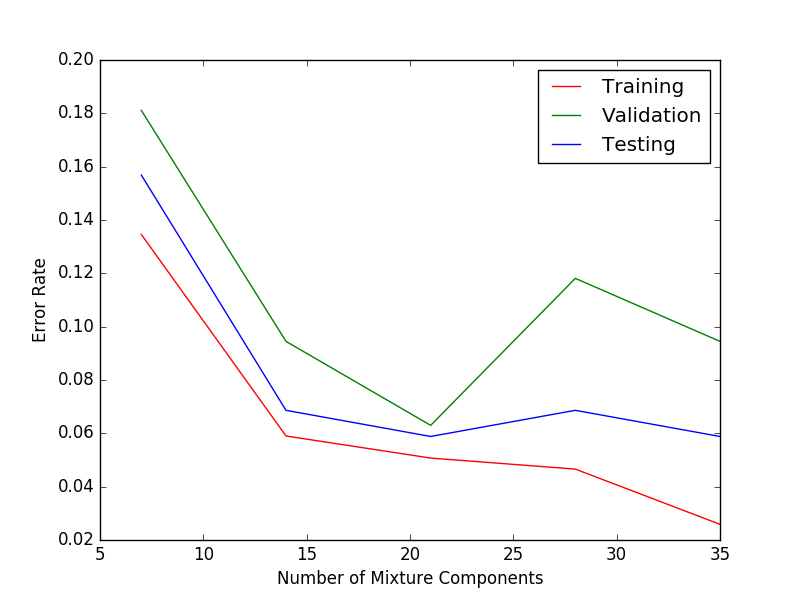 0.20
0.18
0.16
0.14
0.12
0.10
0.08
0.06
0.04
0.02
Error Rate
Training
Validation
Testing
5 10 15 20 25 30 35
Number of Mixture Components